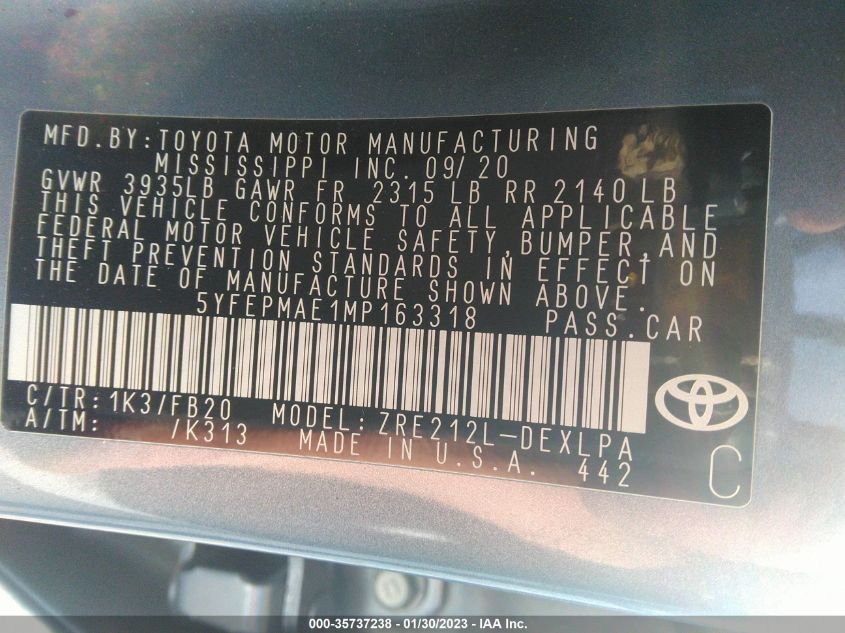 MFD.BY:TOYOTA MOTOR MANUFACTURING
MISSISSIPPI INC. 09/20
GVWR 3935LB GAWR FR 2315 LB RR 2140 LB
THIS VEHICLE CONFORMS TO ALL APPLICABLE
FEDERAL MOTOR VEHICLE SAFETY,BUMPER,AND
THEFT PREVENTION STANDARDS IN EFFECT ON
THE DATE OF MANUFACTURE SHOWN ABOVE.
5YFEPMAE1MP163318 PASS.CAR
C/TR:1K3/FB20 MODEL:ZRE212L-DEXLPA
A/TM: /K313 MADE IN U.S.A. 442
C
000-35737238 - 01/30/2023 - IAA Inc.